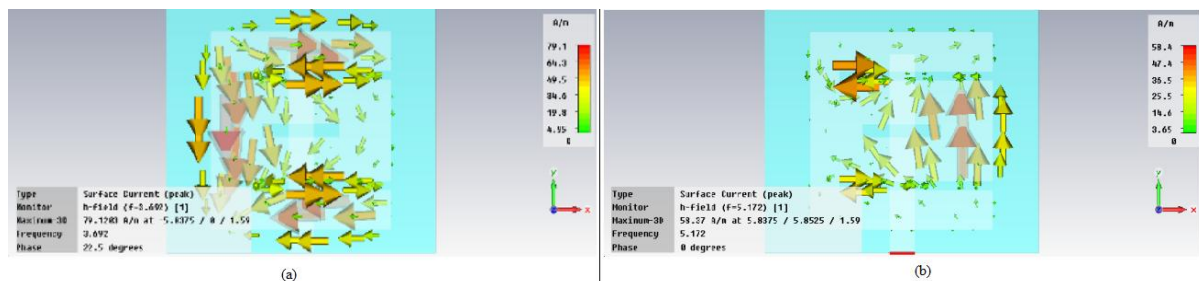 A/m
79.1
64.3
49.5
34.6
19.8
4.95
0
Type Surface Current (peak)
Monitor h-field (f=3.692) [1]
Maximum-3D 79.1283 A/m at -5.8375 / 0 / 1.59
Frequency 3.692
Phase 22.5 degrees
y
x
(a)
A/m
58.4
47.4
36.5
25.5
14.6
3.65
0
Type Surface Current (peak)
Monitor h-field (f=5.172) [1]
Maximum-3D 58.37 A/m at 5.8375 / 5.8525 / 1.59
Frequency 5.172
Phase 0 degrees
y
x
(b)